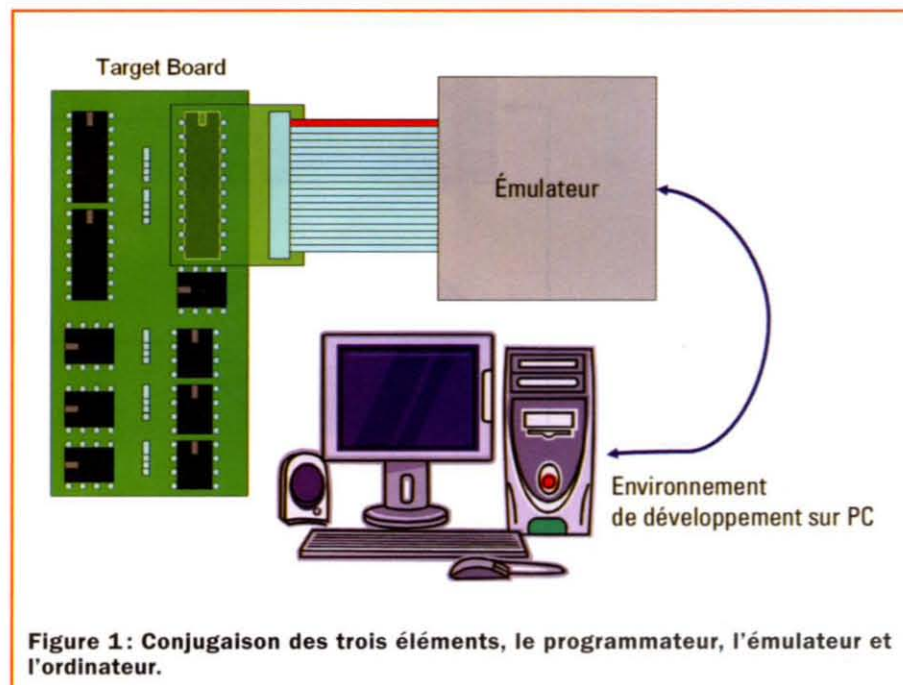 Target Board
Émulateur
Environnement
de développement sur PC
Figure 1: Conjugaison des trois éléments, le programmateur, l'émulateur et
l'ordinateur.